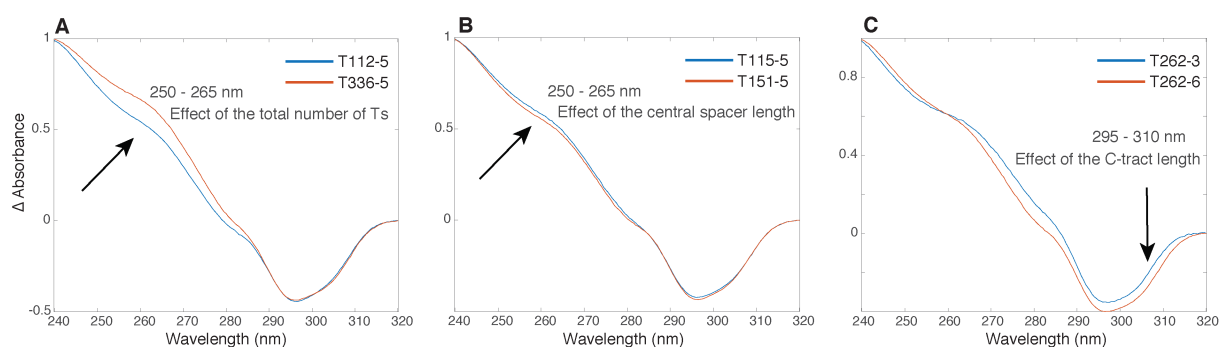 A
1
0.5
0
-0.5
Δ Absorbance
T112-5
T336-5
250 - 265 nm
Effect of the total number of Ts
240 250 260 270 280 290 300 310 320
Wavelength (nm)
B
1
0.5
0
T115-5
T151-5
250 - 265 nm
Effect of the central spacer length
240 250 260 270 280 290 300 310 320
Wavelength (nm)
C
0.8
0.4
0
T262-3
T262-6
295 - 310 nm
Effect of the C-tract length
240 250 260 270 280 290 300 310 320
Wavelength (nm)